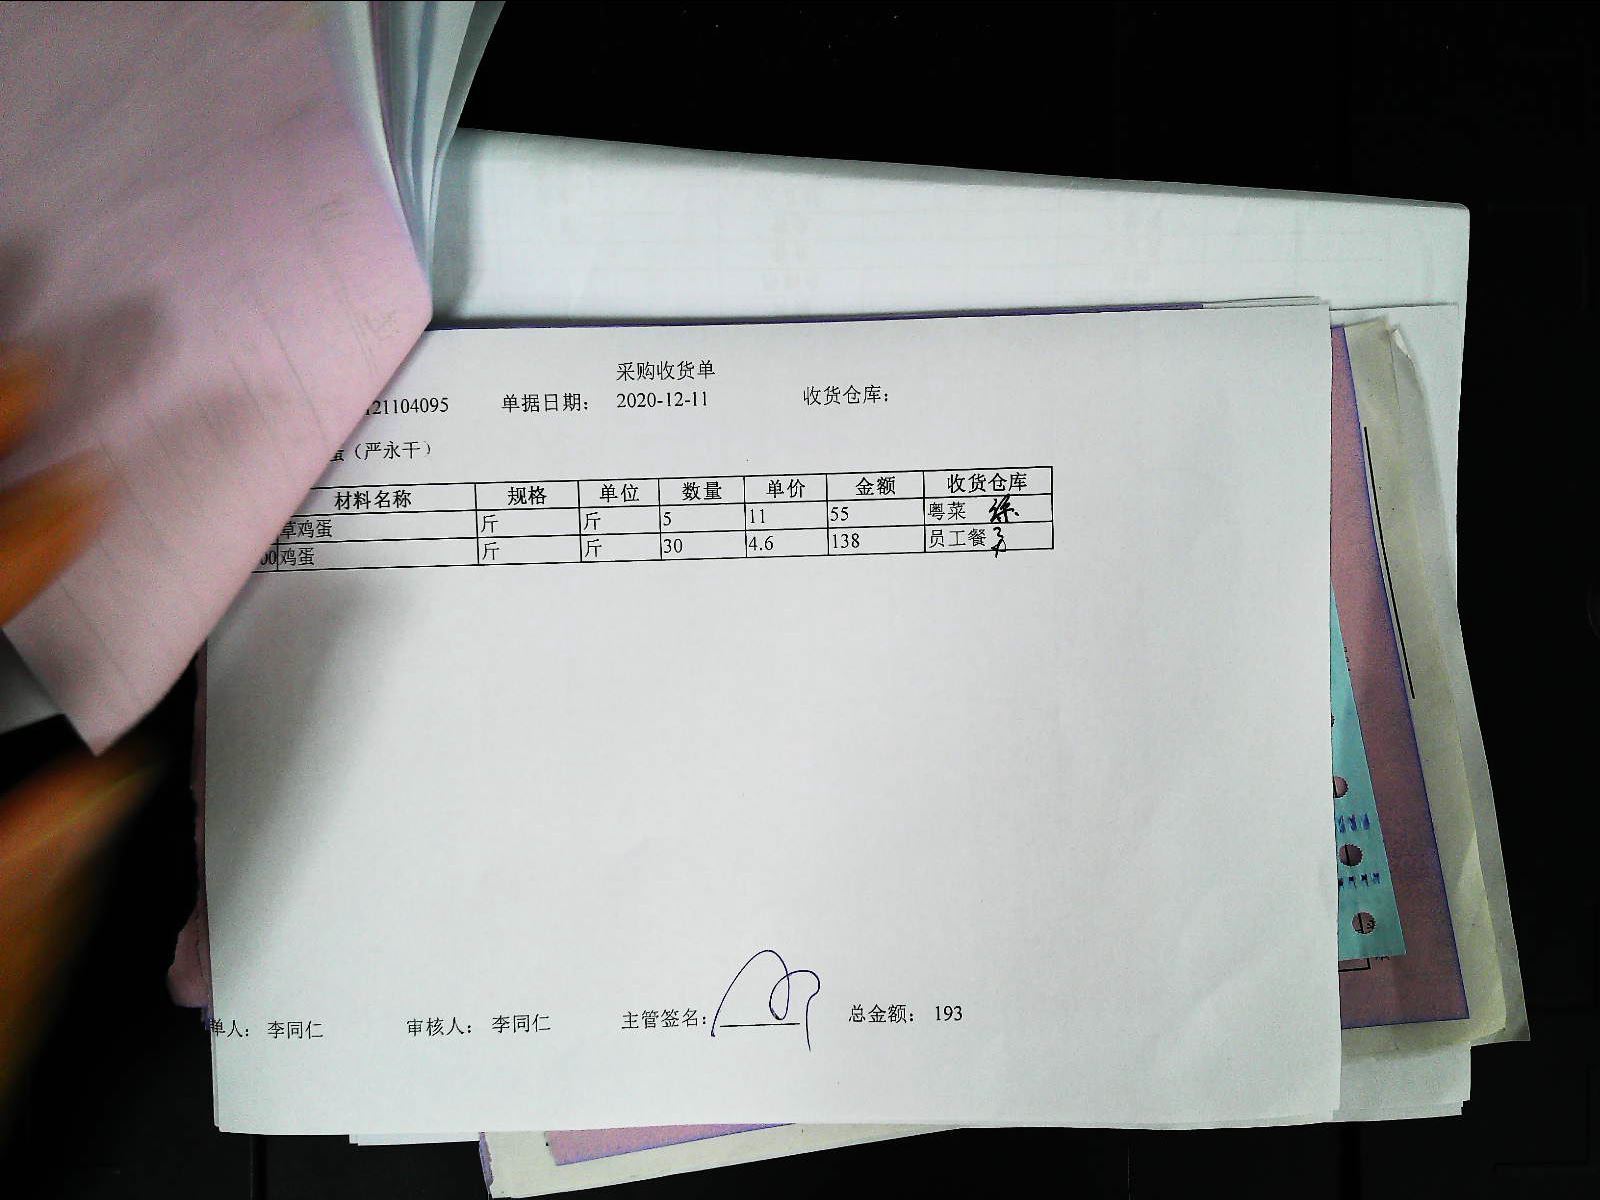 采购收货单
121104095 单据日期： 2020-12-11 收货仓库：
蛋（严永干）
材料名称 规格 单位 数量 单价 金额 收货仓库
草鸡蛋 斤 斤 5 11 55 粤菜
00 鸡蛋 斤 斤 30 4.6 138 员工餐
单人： 李同仁 审核人： 李同仁 主管签名： 总金额： 193